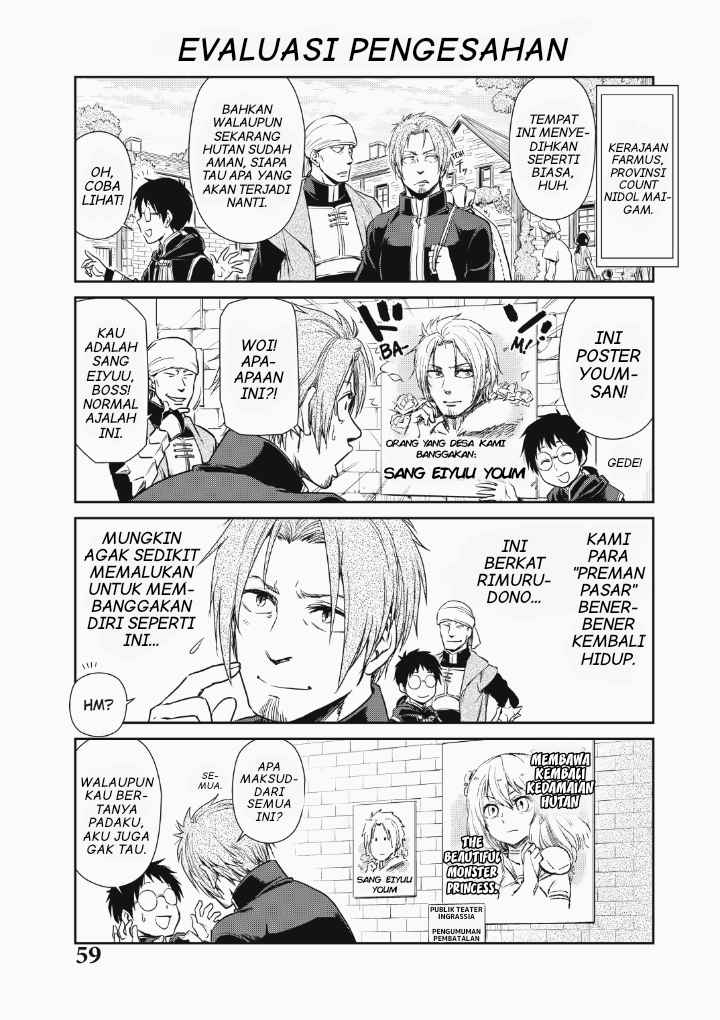 EVALUASI PENGESAHAN
KERAJAAN
FARMUS,
PROVINSI
COUNT
NIDOL MAI-
GAM.
TEMPAT
INI MENYE-
DIHKAN
SEPERTI
BIASA,
HUH.
BAHKAN
WALAUPUN
SEKARANG
HUTAN SUDAH
AMAN, SIAPA
TAU APA YANG
AKAN TERJADI
NANTI.
OH,
COBA
LIHAT!
INI
POSTER
YOUM-
SAN!
GEDE!
ドド
BA-
M!
ン
ORANG YANG DESA KAMI
BANGGAKAN:
SANG EIYUU YOUM
WOI!
APA-
APAAN
INI?!
KAU
ADALAH
SANG
EIYUU,
BOSS!
NORMAL
AJALAH
INI.
KAMI
PARA
"PREMAN
PASAR"
BENER-
BENER
KEMBALI
HIDUP.
INI
BERKAT
RIMURU-
DONO...
MUNGKIN
AGAK SEDIKIT
MEMALUKAN
UNTUK MEM-
BANGGAKAN
DIRI SEPERTI
INI...
HM?
MEMBAWA
KEMBALI
KEDAMAIAN
HUTAN
THE
BEAUTIFUL
MONSTER
PRINCESS.
PUBLIK TEATER
INGRASSIA
PENGUMUMAN
PEMBATALAN
SANG EIYUU
YOUM
APA
MAKSUD-
DARI
SEMUA
INI?
SE-
MUA.
WALAUPUN
KAU BER-
TANYA
PADAKU,
AKU JUGA
GAK TAU.
59